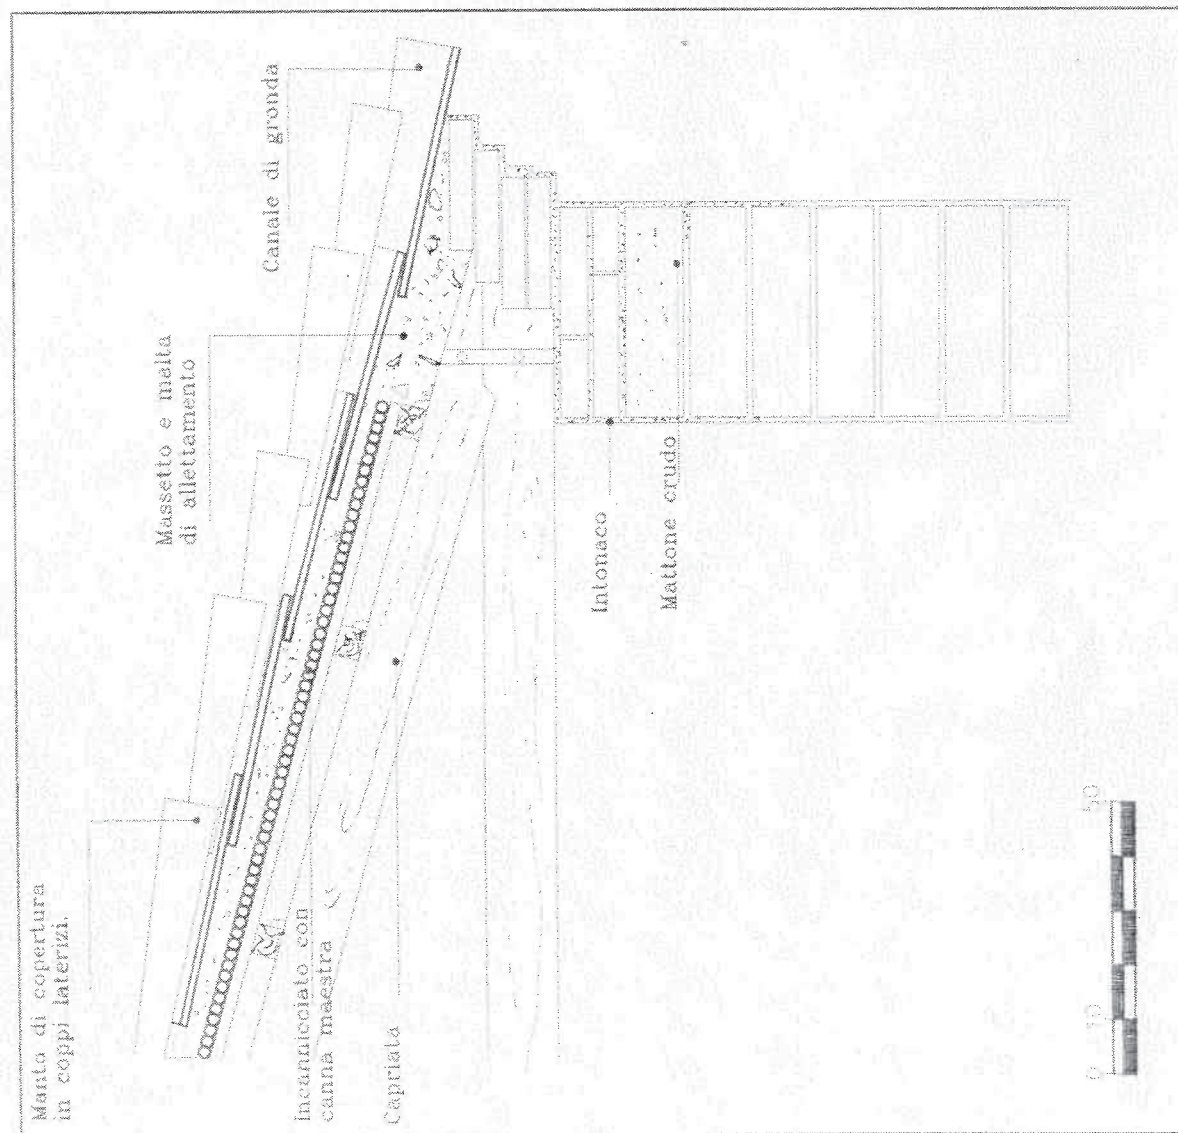 Manto di copertura
in coppi laterizi.
Massetto e malta
di allettamento
Canale di gronda
Incannicciato con
canna maestra
Capriata
Intonaco
Mattone crudo
0 10 50